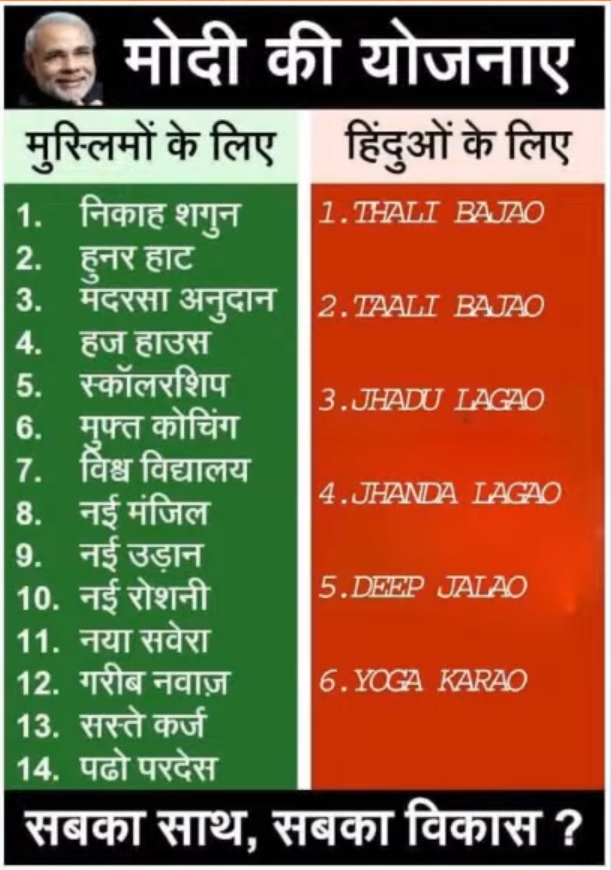 मोदी की योजनाए
मुस्लिमों के लिए
1. निकाह शगुन
2. हुनर हाट
3. मदरसा अनुदान
4. हज हाउस
5. स्कॉलरशिप
6. मुफ्त कोचिंग
7. विश्व विद्यालय
8. नई मंजिल
9. नई उड़ान
10. नई रोशनी
11. नया सवेरा
12. गरीब नवाज़
13. सस्ते कर्ज
14. पढो परदेस
हिंदुओं के लिए
1.THALI BAJAO
2.TAALI BAJAO
3.JHADU LAGAO
4.JHANDA LAGAO
5.DEEP JALAO
6.YOGA KARAO
सबका साथ, सबका विकास ?